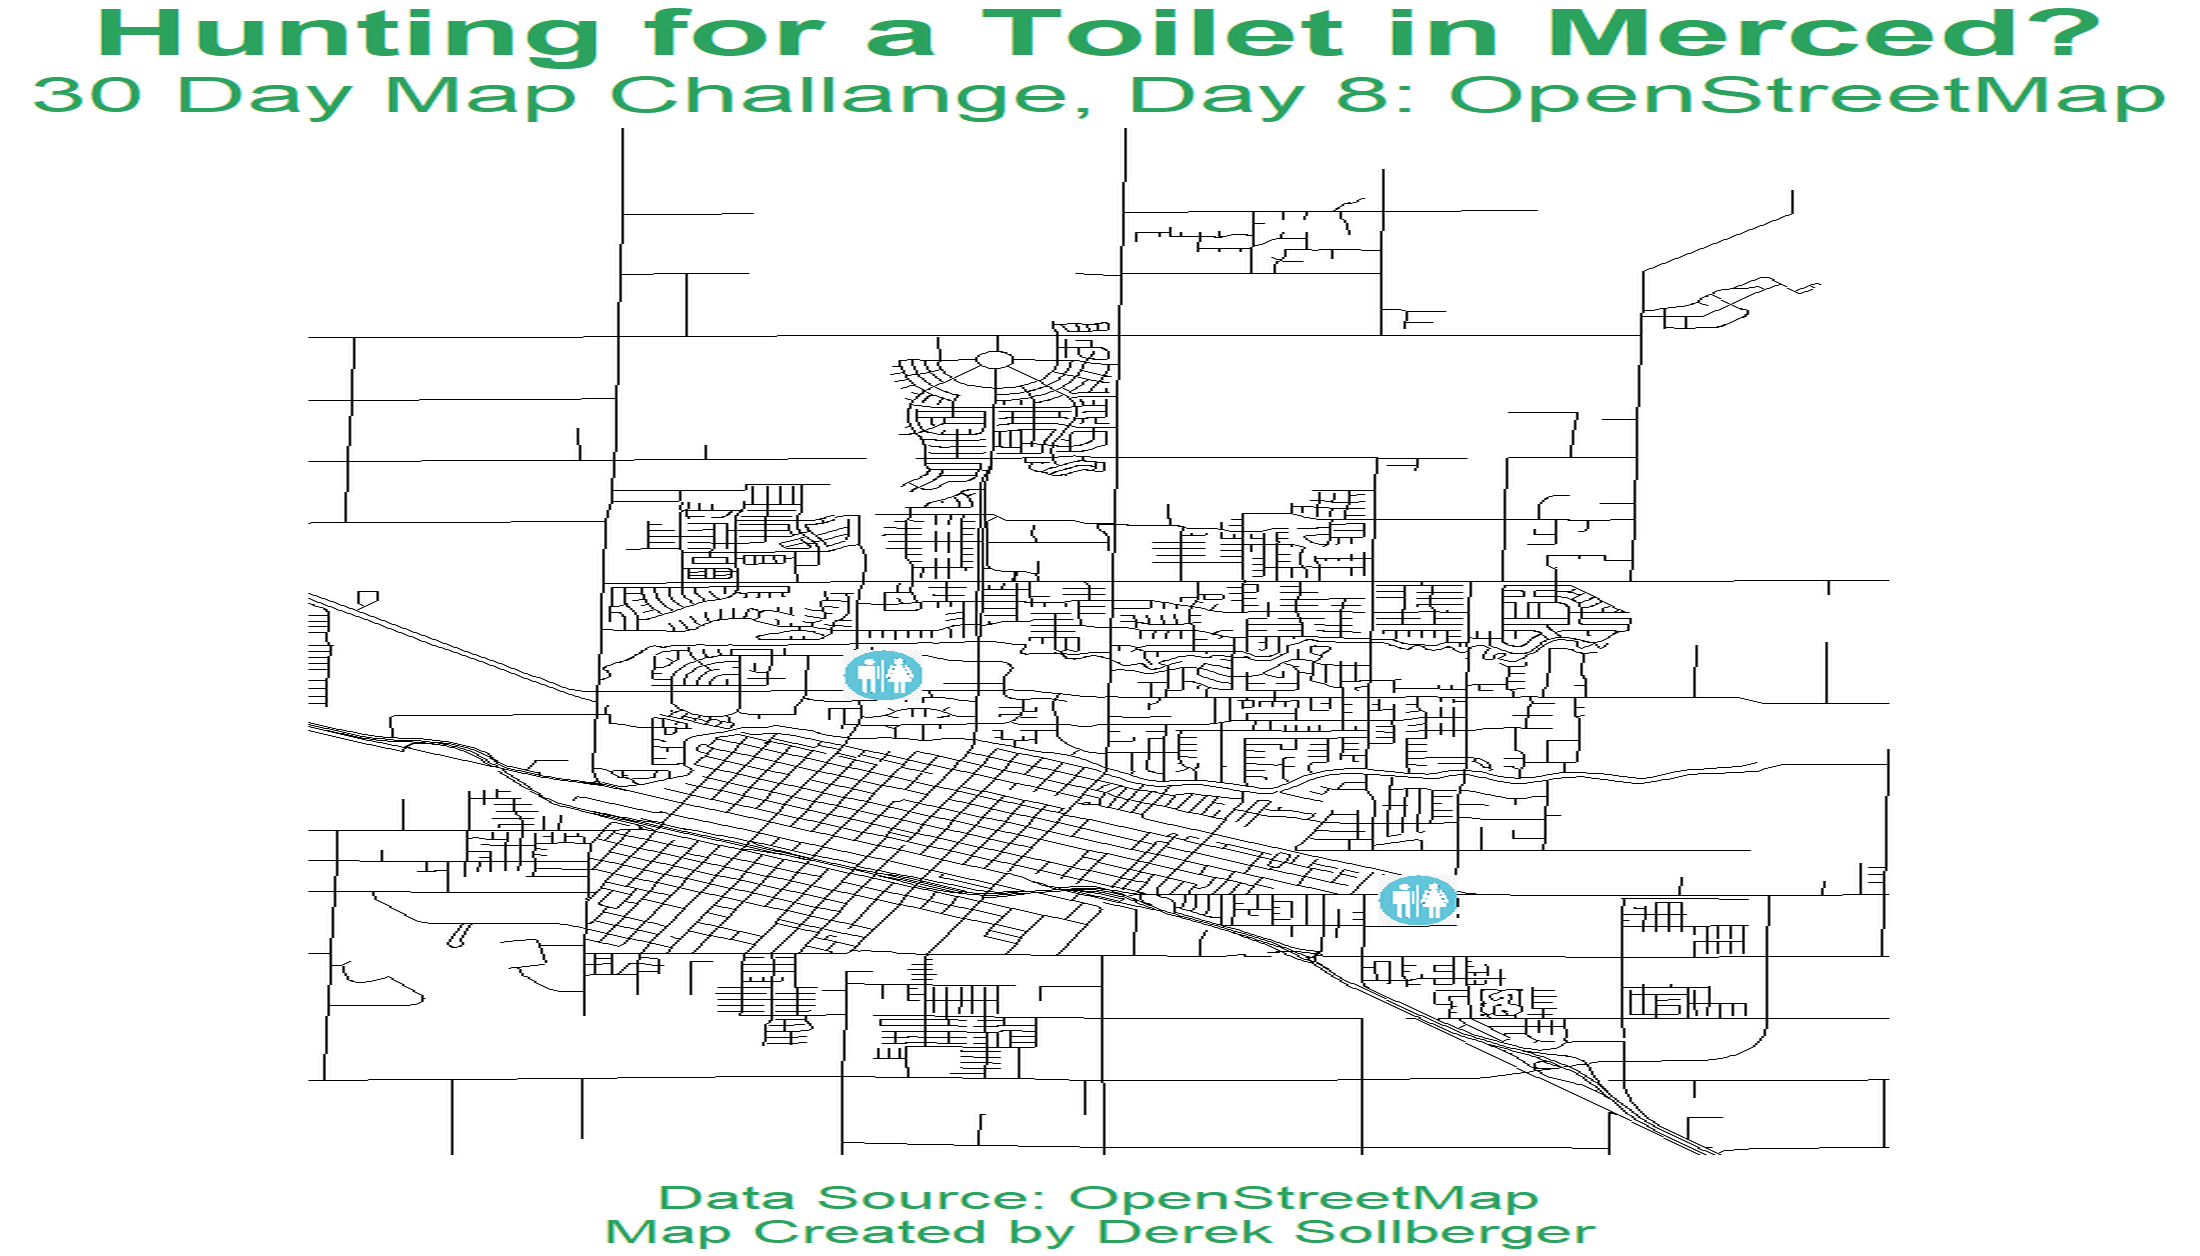 Hunting for a Toilet in Merced?
30 Day Map Challange, Day 8: OpenStreetMap
Data Source: OpenStreetMap
Map Created by Derek Sollberger